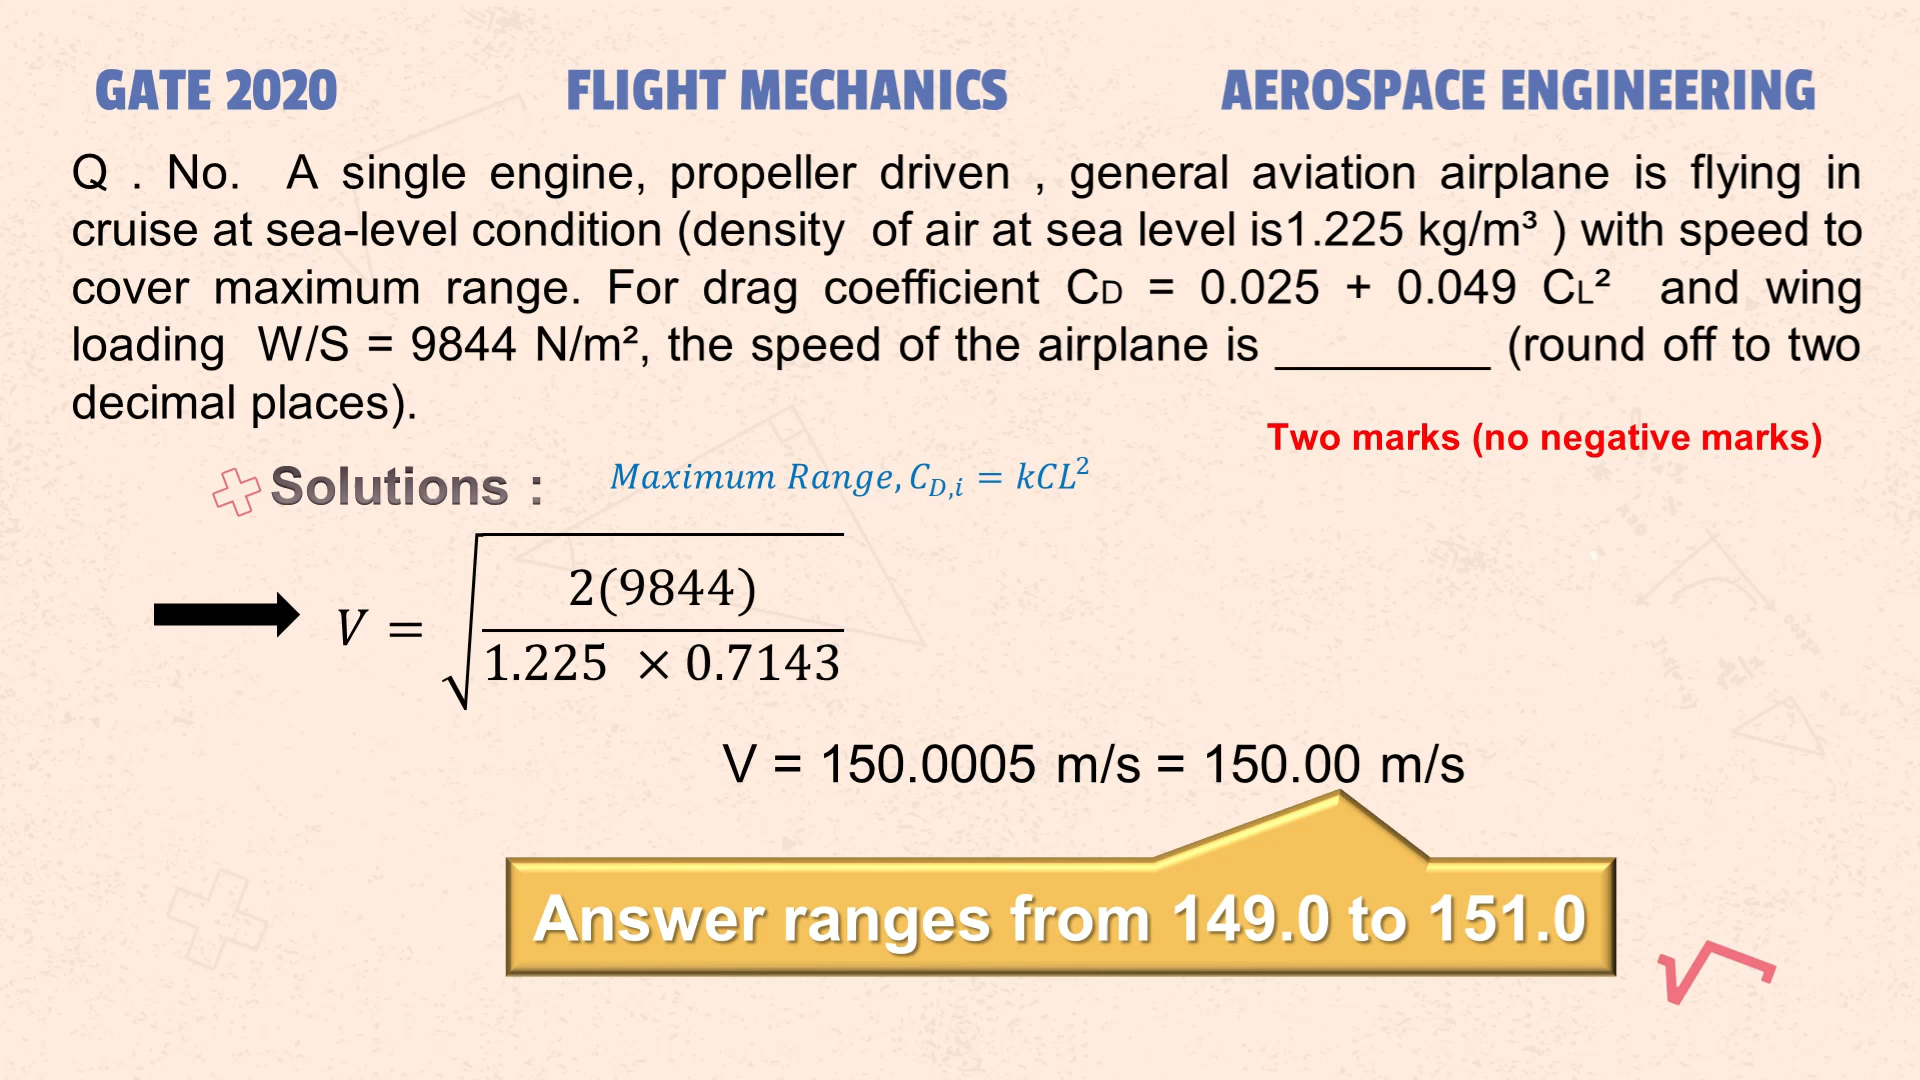 GATE 2020 FLIGHT MECHANICS AEROSPACE ENGINEERING
Q . No. A single engine, propeller driven , general aviation airplane is flying in
cruise at sea-level condition (density of air at sea level is1.225 kg/m³ ) with speed to
cover maximum range. For drag coefficient CD = 0.025 + 0.049 CL² and wing
loading W/S = 9844 N/m², the speed of the airplane is ________ (round off to two
decimal places).
Two marks (no negative marks)
Solutions : Maximum Range, C_{D,i} = kCL²
V = √(2(9844) / (1.225 × 0.7143))
V = 150.0005 m/s = 150.00 m/s
Answer ranges from 149.0 to 151.0